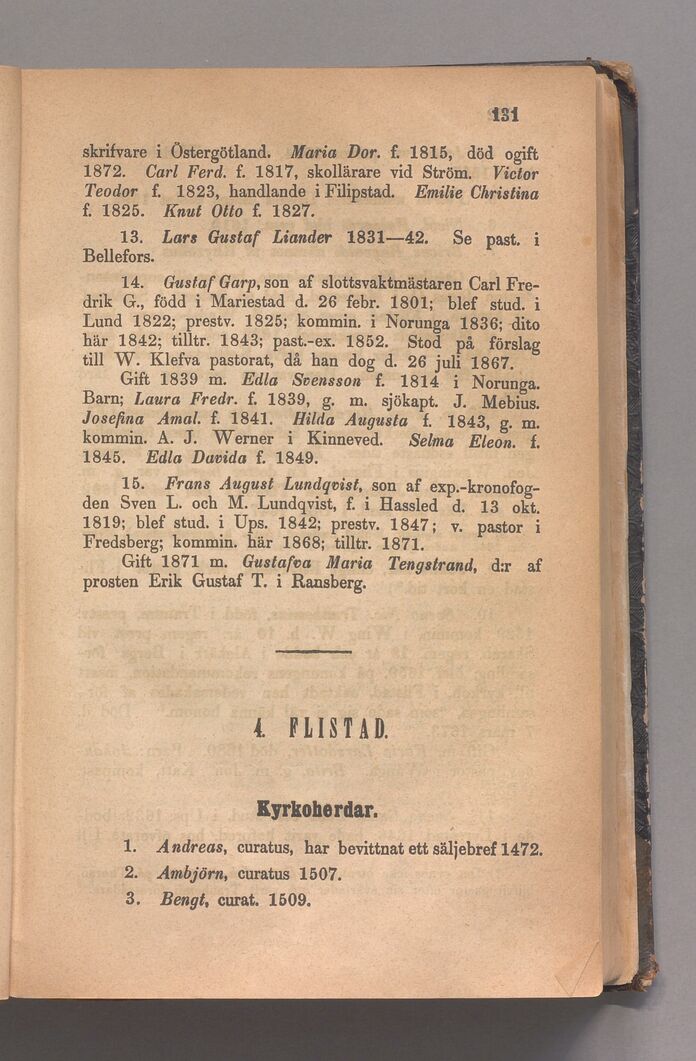 131
skrifvare i Östergötland. Maria Dor. f. 1815, död ogift
1872. Carl Ferd. f. 1817, skollärare vid Ström. Victor
Teodor f. 1823, handlande i Filipstad. Emilie Christina
f. 1825. Knut Otto f. 1827.
13. Lars Gustaf Liander 1831—42. Se past. i
Bellefors.
14. Gustaf Garp, son af slottsvaktmästaren Carl Fre-
drik G., född i Mariestad d. 26 febr. 1801; blef stud. i
Lund 1822; prestv. 1825; kommin. i Norunga 1836; dito
här 1842; tilltr. 1843; past.-ex. 1852. Stod på förslag
till W. Klefva pastorat, då han dog d. 26 juli 1867.
Gift 1839 m. Edla Svensson f. 1814 i Norunga.
Barn; Laura Fredr. f. 1839, g. m. sjökapt. J. Mebius.
Josefina Amal. f. 1841. Hilda Augusta f. 1843, g. m.
kommin. A. J. Werner i Kinneved. Selma Eleon. f.
1845. Edla Davida f. 1849.
15. Frans August Lundqvist, son af exp.-kronofog-
den Sven L. och M. Lundqvist, f. i Hassled d. 13 okt.
1819; blef stud. i Ups. 1842; prestv. 1847; v. pastor i
Fredsberg; kommin. här 1868; tilltr. 1871.
Gift 1871 m. Gustafva Maria Tengstrand, d:r af
prosten Erik Gustaf T. i Ransberg.
4. FLISTAD.
Kyrkoherdar.
1. Andreas, curatus, har bevittnat ett säljebref 1472.
2. Ambjörn, curatus 1507.
3. Bengt, curat. 1509.